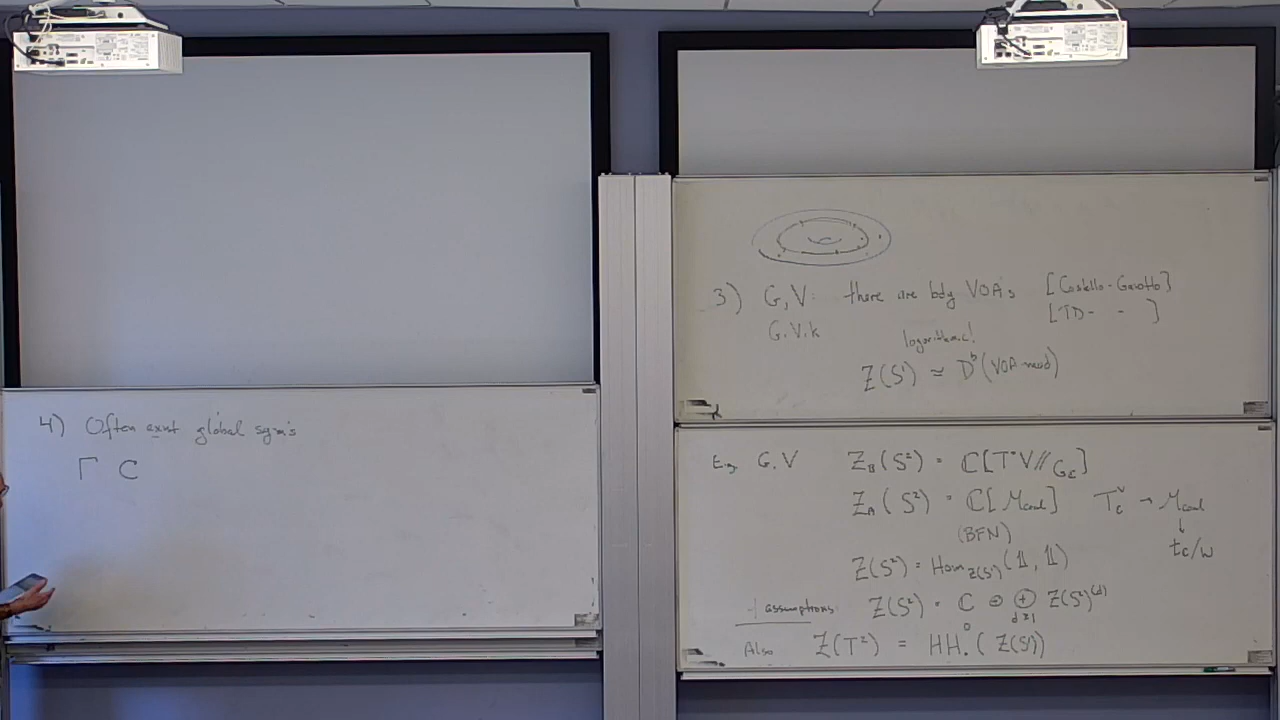 4) Often exist global sym's
Γ C
3) G,V: there are bdy VOA's [Costello-Gaiotto]
G,V,k [TD- - ]
logarithmic!
Z(S¹) ≃ Dᵇ(VOA-mod)
E.g. G,V Z_B(S²) = ℂ[T*V///G_ℂ]
Z_A(S²) = ℂ[M_Coul] T_ℂ^∨ → M_Coul
(BFN) ↓
t_ℂ/W
Z(S²) = Hom_{Z(S¹)}(𝟙, 𝟙)
+ assumptions: Z(S²) = ℂ ⊕ ⊕_{d≥1} Z(S²)^{(d)}
0
Also Z(T²) = HH.(Z(S¹))